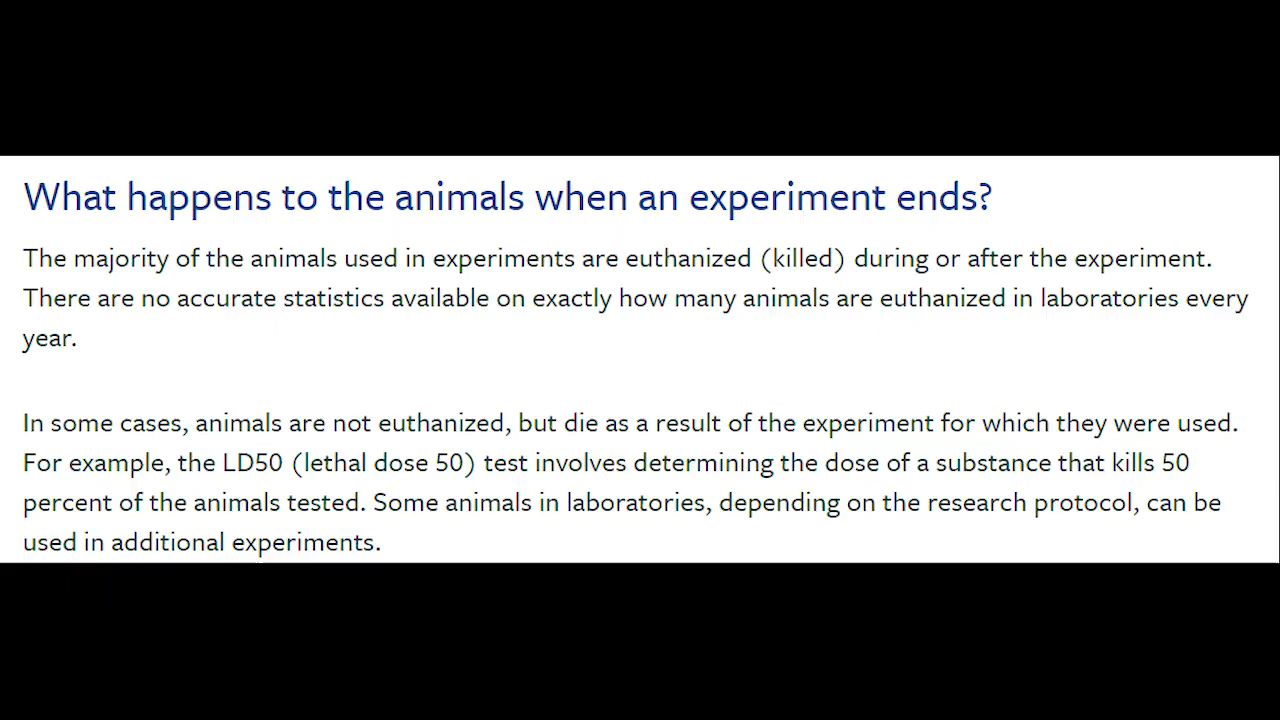 What happens to the animals when an experiment ends?
The majority of the animals used in experiments are euthanized (killed) during or after the experiment.
There are no accurate statistics available on exactly how many animals are euthanized in laboratories every
year.
In some cases, animals are not euthanized, but die as a result of the experiment for which they were used.
For example, the LD50 (lethal dose 50) test involves determining the dose of a substance that kills 50
percent of the animals tested. Some animals in laboratories, depending on the research protocol, can be
used in additional experiments.